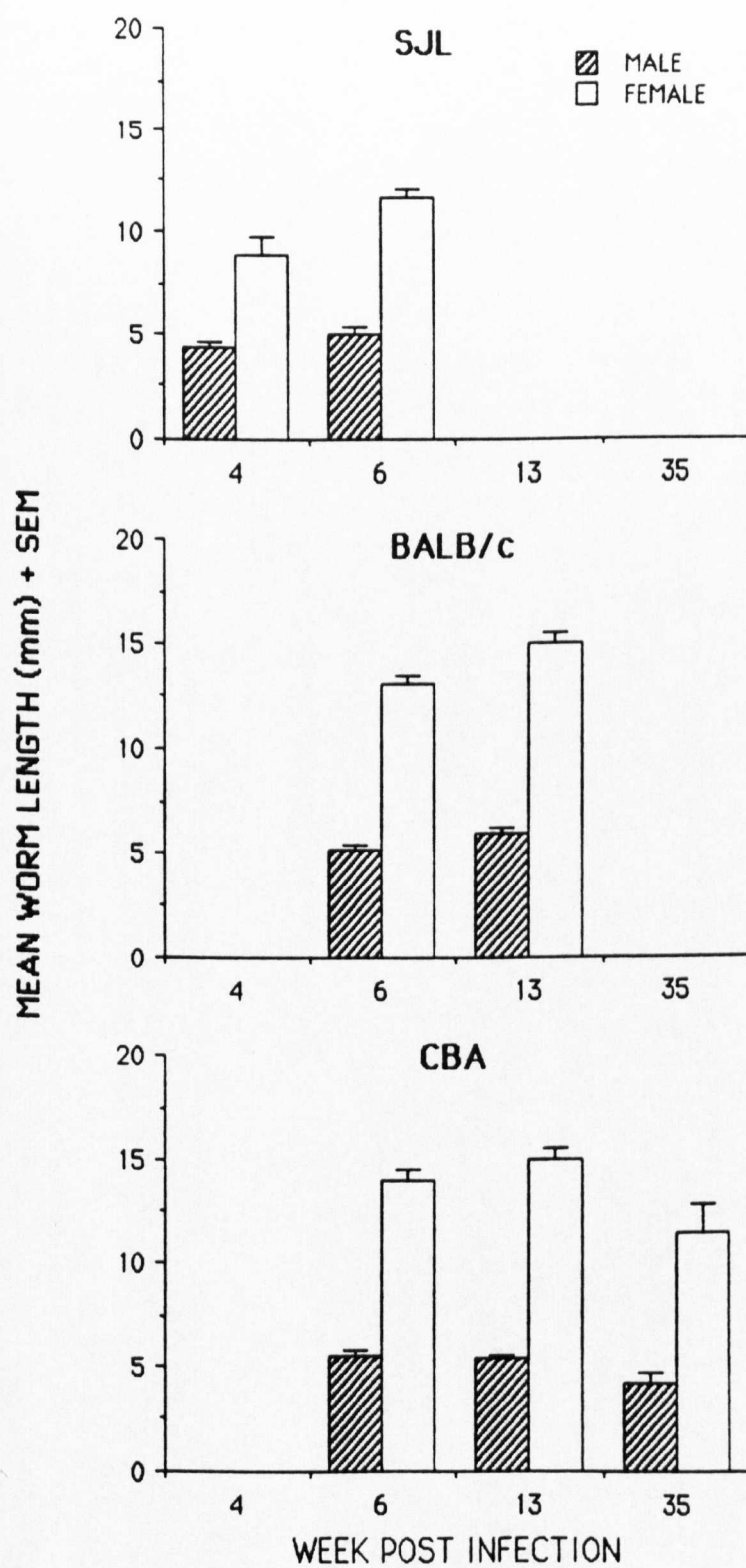 SJL
MALE
FEMALE
20
15
10
5
0
4 6 13 35
MEAN WORM LENGTH (mm) + SEM
BALB/c
20
15
10
5
0
4 6 13 35
CBA
20
15
10
5
0
4 6 13 35
WEEK POST INFECTION